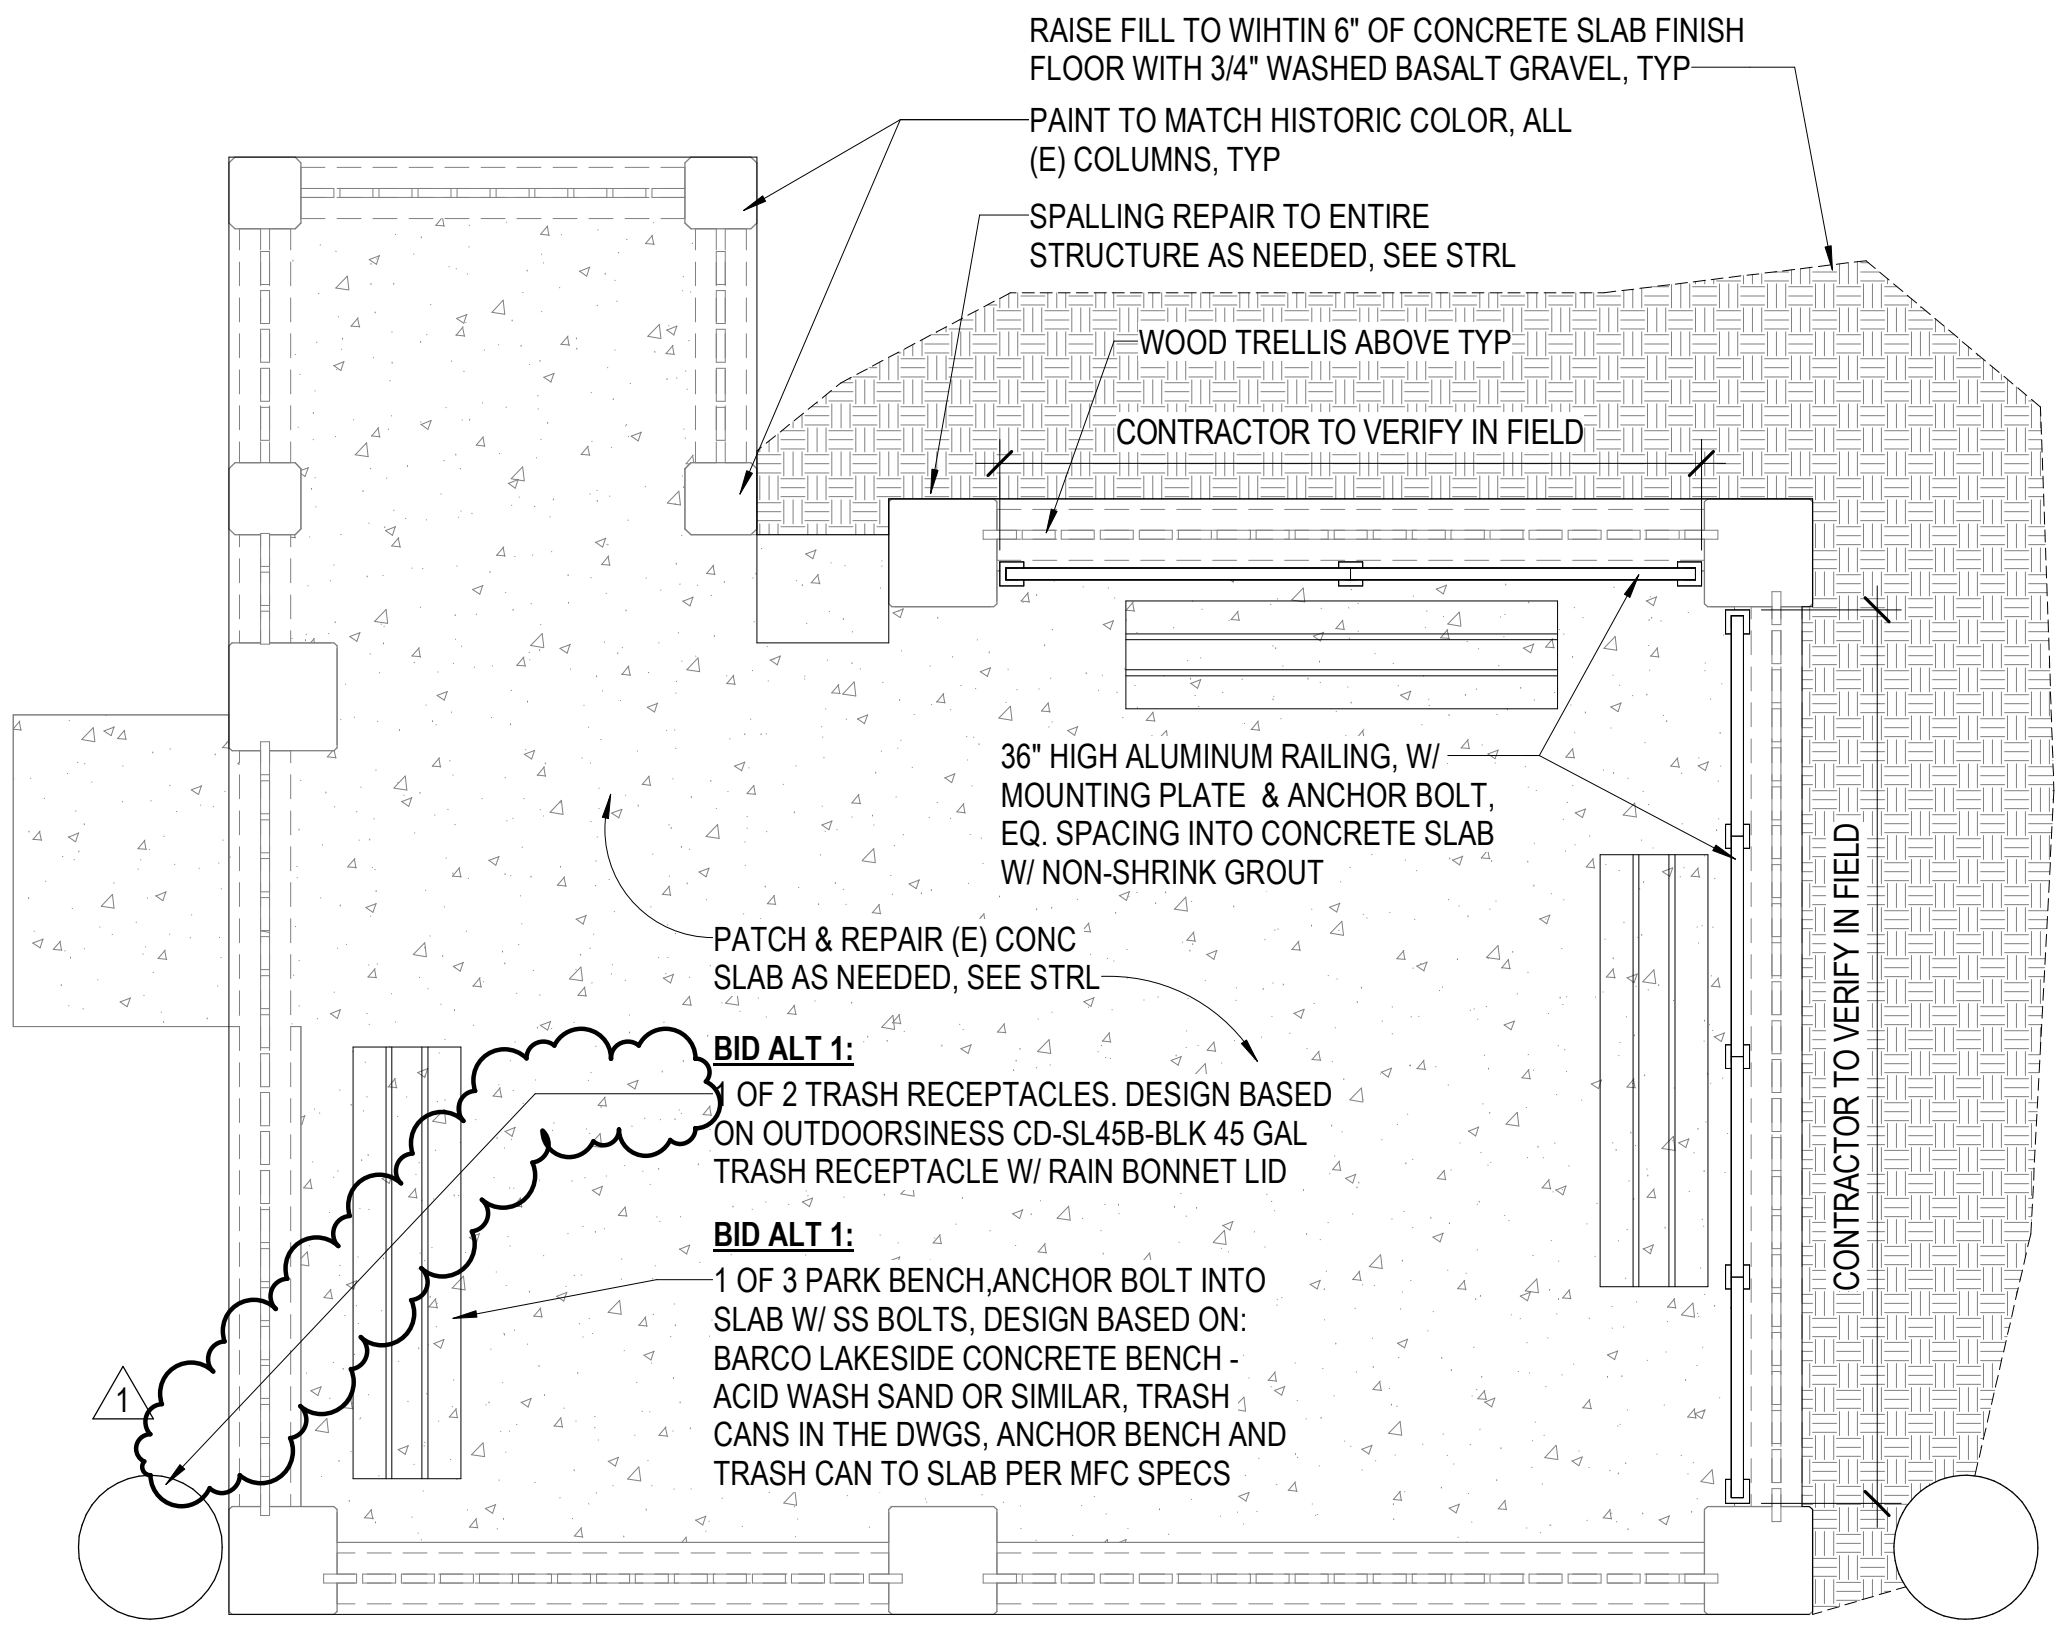 RAISE FILL TO WIHTIN 6" OF CONCRETE SLAB FINISH
FLOOR WITH 3/4" WASHED BASALT GRAVEL, TYP
PAINT TO MATCH HISTORIC COLOR, ALL
(E) COLUMNS, TYP
SPALLING REPAIR TO ENTIRE
STRUCTURE AS NEEDED, SEE STRL
WOOD TRELLIS ABOVE TYP
CONTRACTOR TO VERIFY IN FIELD
36" HIGH ALUMINUM RAILING, W/
MOUNTING PLATE & ANCHOR BOLT,
EQ. SPACING INTO CONCRETE SLAB
W/ NON-SHRINK GROUT
CONTRACTOR TO VERIFY IN FIELD
PATCH & REPAIR (E) CONC
SLAB AS NEEDED, SEE STRL
BID ALT 1:
1 OF 2 TRASH RECEPTACLES. DESIGN BASED
ON OUTDOORSINESS CD-SL45B-BLK 45 GAL
TRASH RECEPTACLE W/ RAIN BONNET LID
BID ALT 1:
1 OF 3 PARK BENCH,ANCHOR BOLT INTO
SLAB W/ SS BOLTS, DESIGN BASED ON:
BARCO LAKESIDE CONCRETE BENCH -
ACID WASH SAND OR SIMILAR, TRASH
CANS IN THE DWGS, ANCHOR BENCH AND
TRASH CAN TO SLAB PER MFC SPECS
1